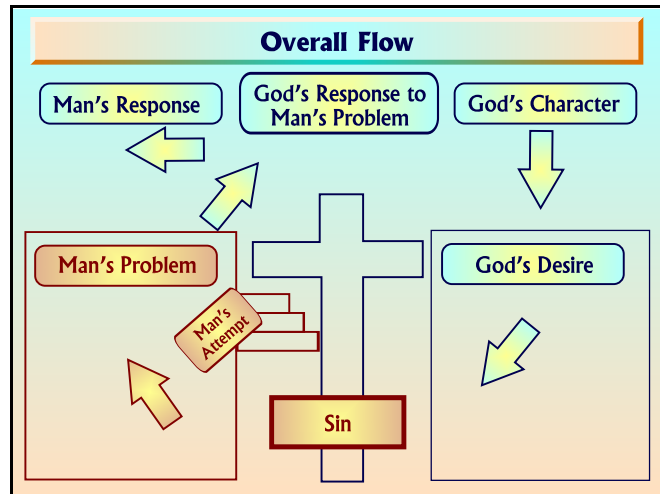 Overall Flow
Man's Response
God's Response to
Man's Problem
God's Character
Man's Problem
God's Desire
Man's
Attempt
Sin